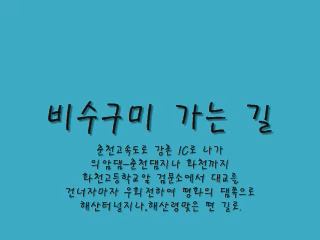 비수구미 가는 길
춘천고속도로 강촌 IC로 나가
의암댐-춘천댐지나 화천까지
화천고등학교앞 검문소에서 대교를
건너자마자 우회전하여 평화의 댐쪽으로
해산터널지나,해산령맞은 편 길로.